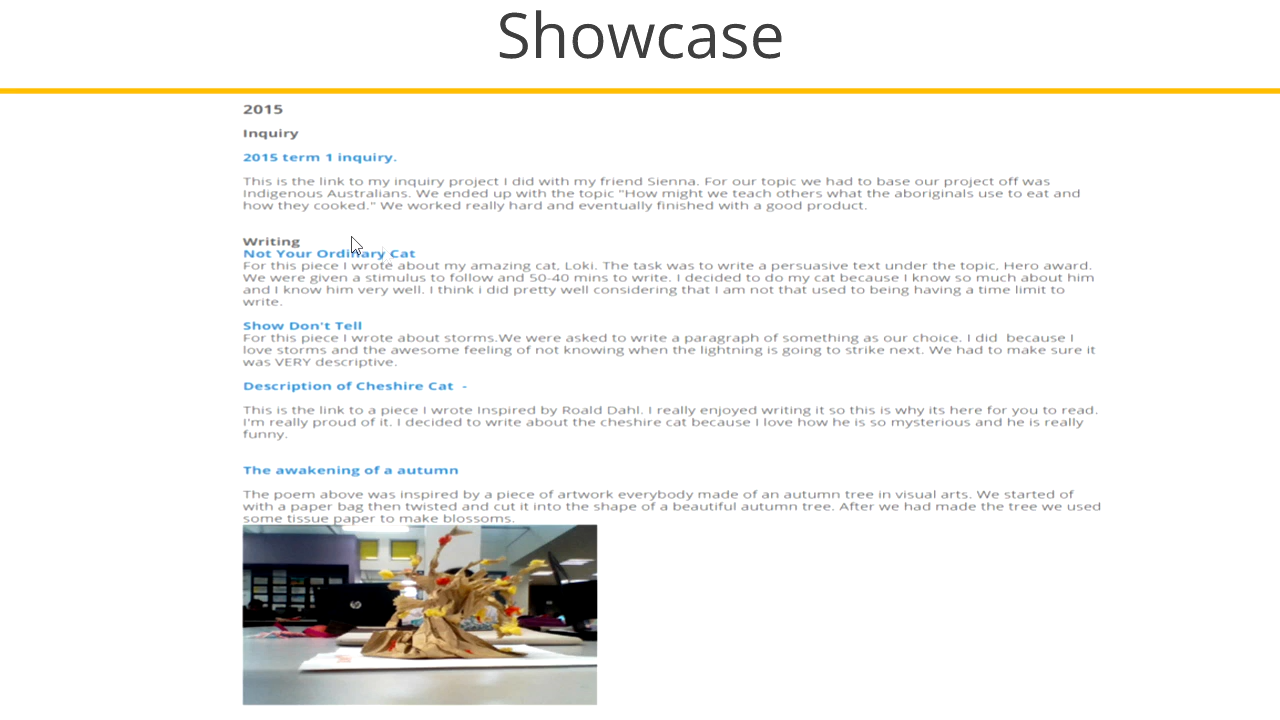 Showcase
2015
Inquiry
2015 term 1 inquiry.
This is the link to my inquiry project I did with my friend Sienna. For our topic we had to base our project off was
Indigenous Australians. We ended up with the topic "How might we teach others what the aboriginals use to eat and
how they cooked." We worked really hard and eventually finished with a good product.
Writing
Not Your Ordinary Cat
For this piece I wrote about my amazing cat, Loki. The task was to write a persuasive text under the topic, Hero award.
We were given a stimulus to follow and 50-40 mins to write. I decided to do my cat because I know so much about him
and I know him very well. I think i did pretty well considering that I am not that used to being having a time limit to
write.
Show Don't Tell
For this piece I wrote about storms.We were asked to write a paragraph of something as our choice. I did  because I
love storms and the awesome feeling of not knowing when the lightning is going to strike next. We had to make sure it
was VERY descriptive.
Description of Cheshire Cat  -
This is the link to a piece I wrote Inspired by Roald Dahl. I really enjoyed writing it so this is why its here for you to read.
I'm really proud of it. I decided to write about the cheshire cat because I love how he is so mysterious and he is really
funny.
The awakening of a autumn
The poem above was inspired by a piece of artwork everybody made of an autumn tree in visual arts. We started of
with a paper bag then twisted and cut it into the shape of a beautiful autumn tree. After we had made the tree we used
some tissue paper to make blossoms.
hp